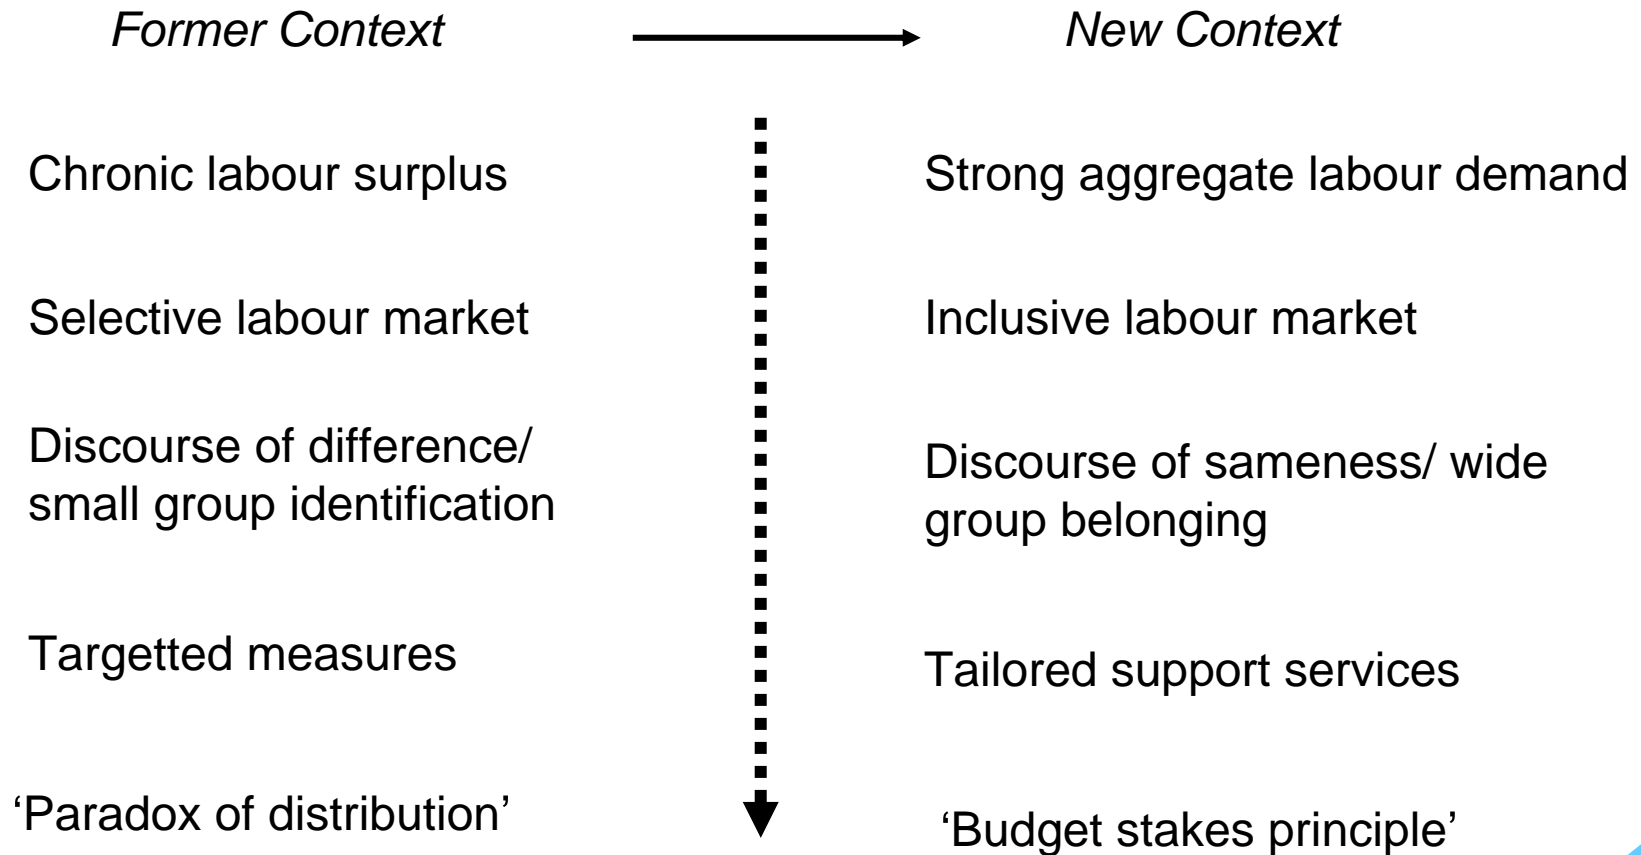 Former Context
New Context
Chronic labour surplus
Strong aggregate labour demand
Selective labour market
Inclusive labour market
Discourse of difference/
small group identification
Discourse of sameness/ wide
group belonging
Targetted measures
Tailored support services
‘Paradox of distribution’
‘Budget stakes principle’